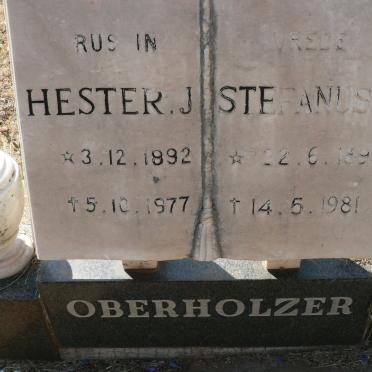 RUS IN VREDE
HESTER. J STEFANUS
☆ 3. 12. 1892 ☆ 22. 6. 189
✝ 5. 10. 1977 ✝ 14. 5. 1981
OBERHOLZER